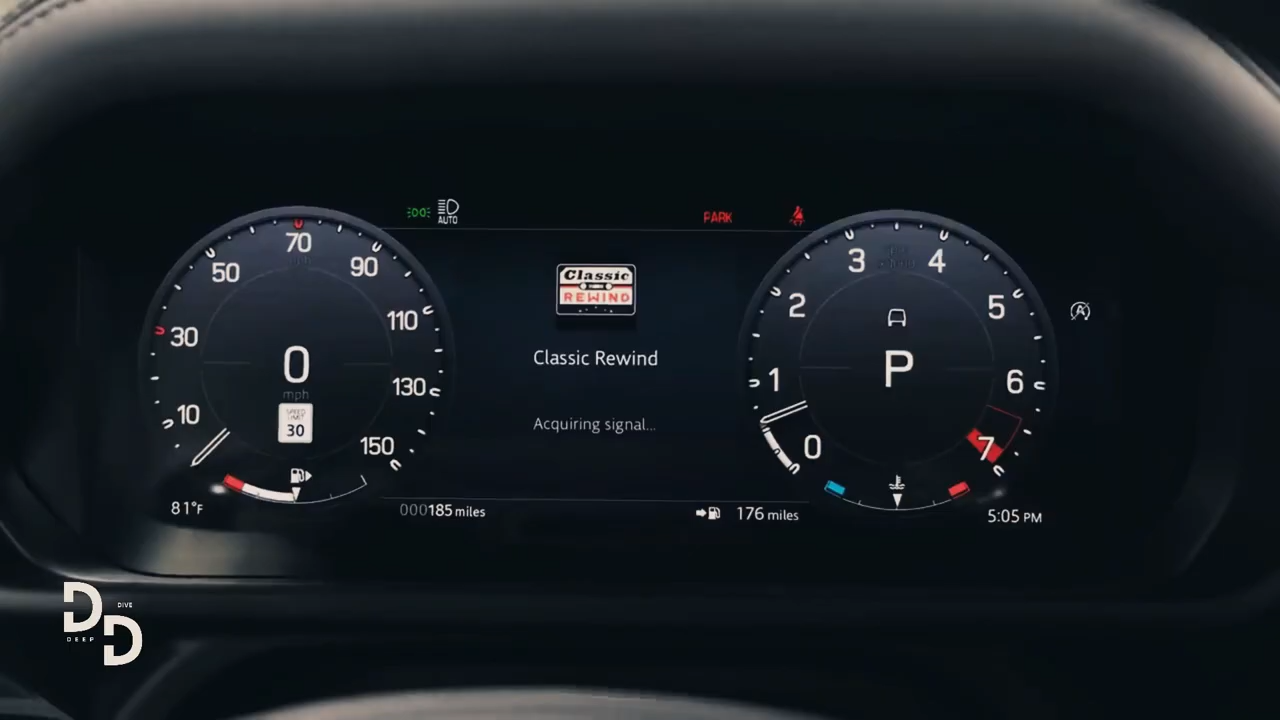 AUTO
PARK
70
50
90
30
110
0
mph
10
130
150
SPEED
LIMIT
30
Classic
REWIND
Classic Rewind
Acquiring signal...
3
4
2
5
1
P
6
0
7
A
81°F
000185 miles
176 miles
5:05 PM
DD
DEEP
DIVE